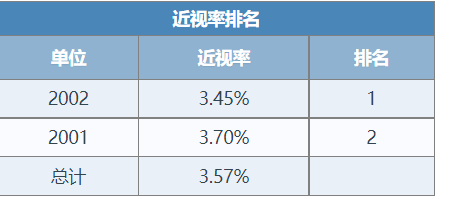 近视率排名
单位 近视率 排名
2002 3.45% 1
2001 3.70% 2
总计 3.57%